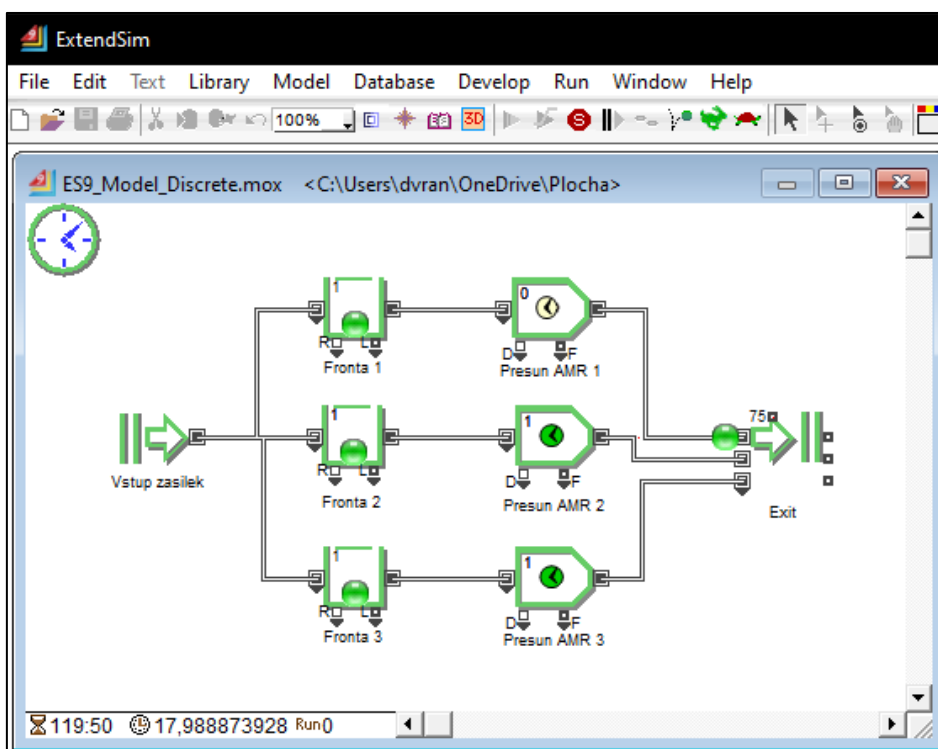 ExtendSim
File Edit Text Library Model Database Develop Run Window Help
100% 3D S
ES9_Model_Discrete.mox <C:\Users\dvran\OneDrive\Plocha>
1 0
R L D F
Fronta 1 Presun AMR 1
1 1 75
R L D F
Vstup zasilek Fronta 2 Presun AMR 2 Exit
1 1
R L D F
Fronta 3 Presun AMR 3
119:50 17,988873928 Run0